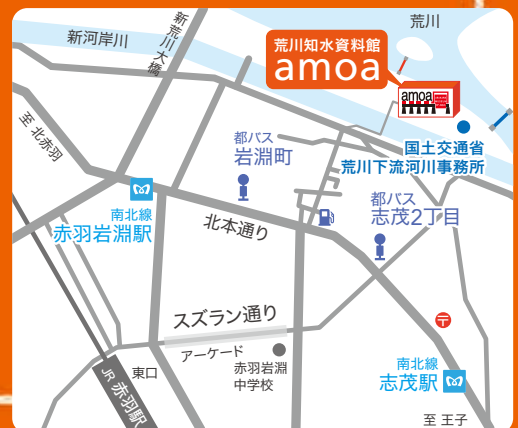 荒川
新河岸川
新荒川大橋
荒川知水資料館
amoa
amoa
国土交通省
荒川下流河川事務所
至 北赤羽
都バス
岩淵町
都バス
志茂2丁目
南北線
赤羽岩淵駅
北本通り
スズラン通り
アーケード
赤羽岩淵
中学校
東口
JR 赤羽駅
南北線
志茂駅
至 王子